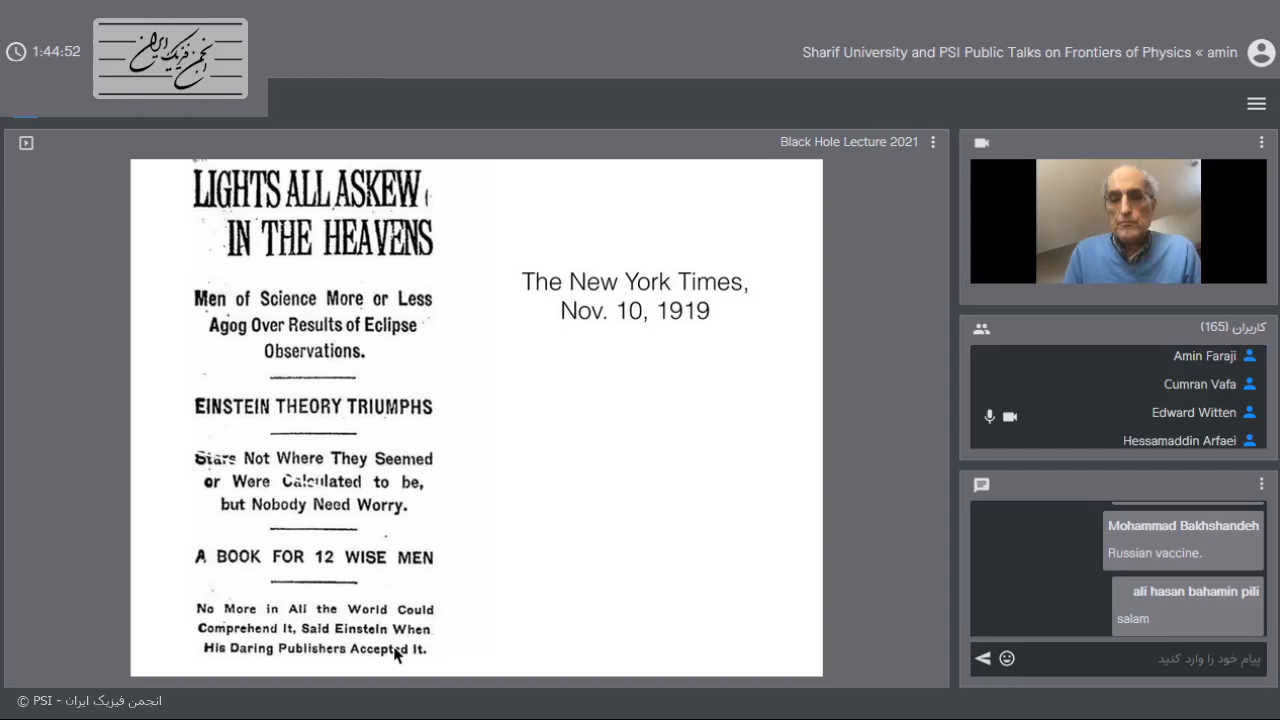 1:44:52
انجمن فیزیک ایران
Sharif University and PSI Public Talks on Frontiers of Physics « amin
Black Hole Lecture 2021
LIGHTS ALL ASKEW
IN THE HEAVENS
Men of Science More or Less
Agog Over Results of Eclipse
Observations.
EINSTEIN THEORY TRIUMPHS
Stars Not Where They Seemed
or Were Calculated to be,
but Nobody Need Worry.
A BOOK FOR 12 WISE MEN
No More in All the World Could
Comprehend It, Said Einstein When
His Daring Publishers Accepted It.
The New York Times,
Nov. 10, 1919
کاربران (165)
Amin Faraji
Cumran Vafa
Edward Witten
Hessamaddin Arfaei
Mohammad Bakhshandeh
Russian vaccine.
ali hasan bahamin pili
salam
پیام خود را وارد کنید
© PSI - انجمن فیزیک ایران